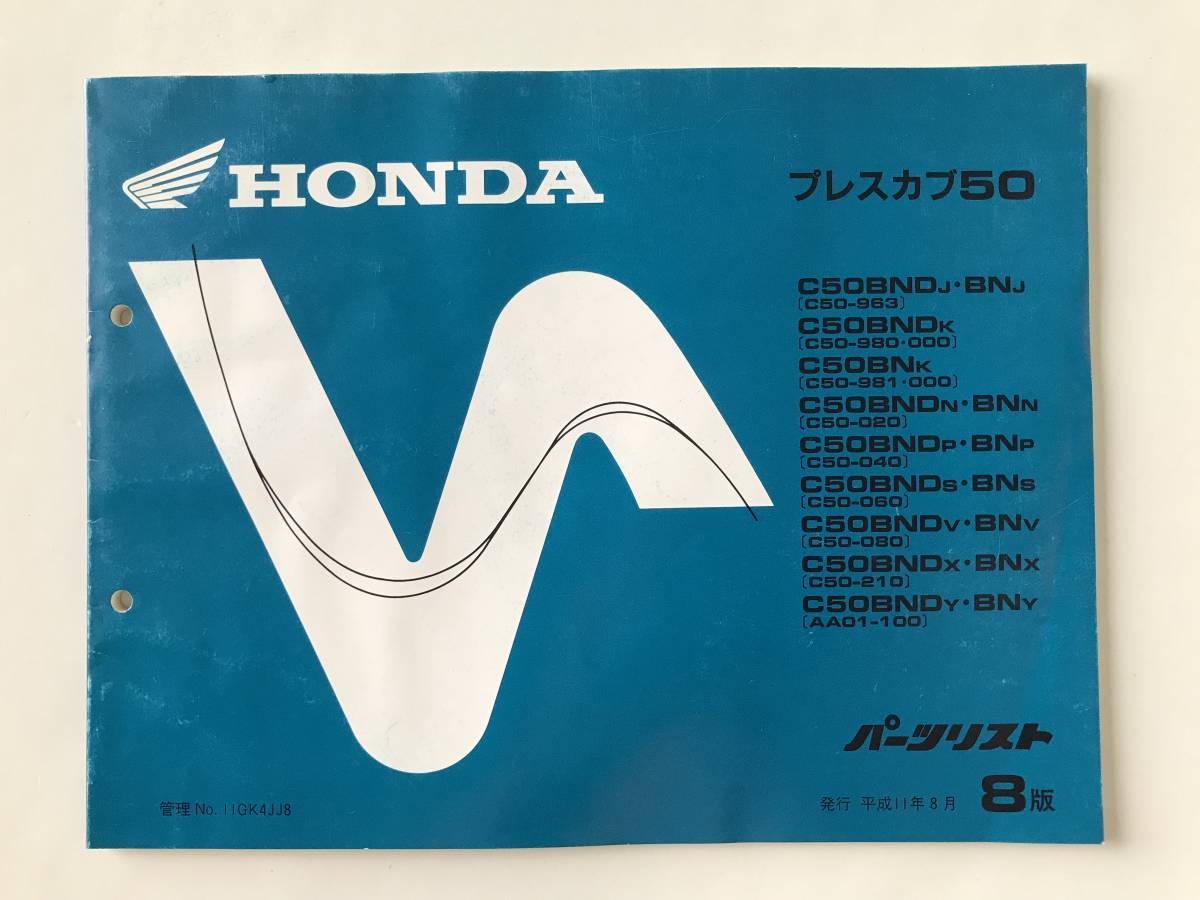 HONDA
プレスカブ50
C50BNDJ・BNJ
〔C50-963〕
C50BNDK
〔C50-980・000〕
C50BNK
〔C50-981・000〕
C50BNDN・BNN
〔C50-020〕
C50BNDP・BNP
〔C50-040〕
C50BNDS・BNS
〔C50-060〕
C50BNDV・BNV
〔C50-080〕
C50BNDX・BNX
〔C50-210〕
C50BNDY・BNY
〔AA01-100〕
パーツリスト
管理 No. 11GK4JJ8
発行 平成11年8月 8版